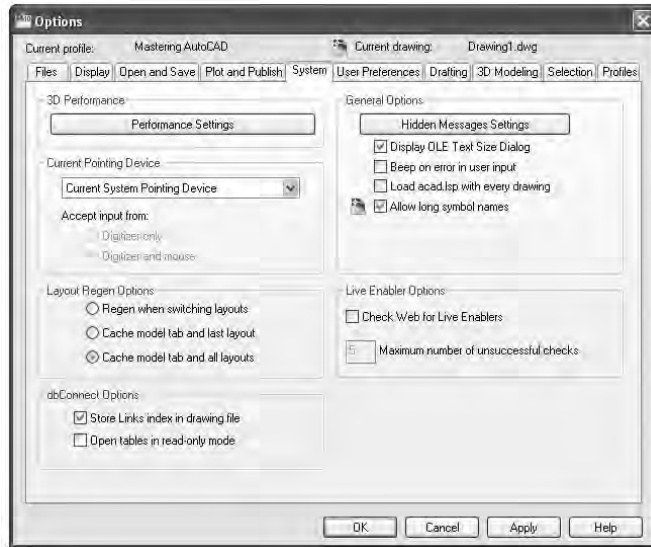 Options
Current profile: Mastering AutoCAD Current drawing: Drawing1.dwg
Files Display Open and Save Plot and Publish System User Preferences Drafting 3D Modeling Selection Profiles
3D Performance
Performance Settings
Current Pointing Device
Current System Pointing Device
Accept input from:
Digitizer only
Digitizer and mouse
Layout Regen Options
Regen when switching layouts
Cache model tab and last layout
Cache model tab and all layouts
dbConnect Options
Store Links index in drawing file
Open tables in read-only mode
General Options
Hidden Messages Settings
Display OLE Text Size Dialog
Beep on error in user input
Load acad.lsp with every drawing
Allow long symbol names
Live Enabler Options
Check Web for Live Enablers
5 Maximum number of unsuccessful checks
OK Cancel Apply Help